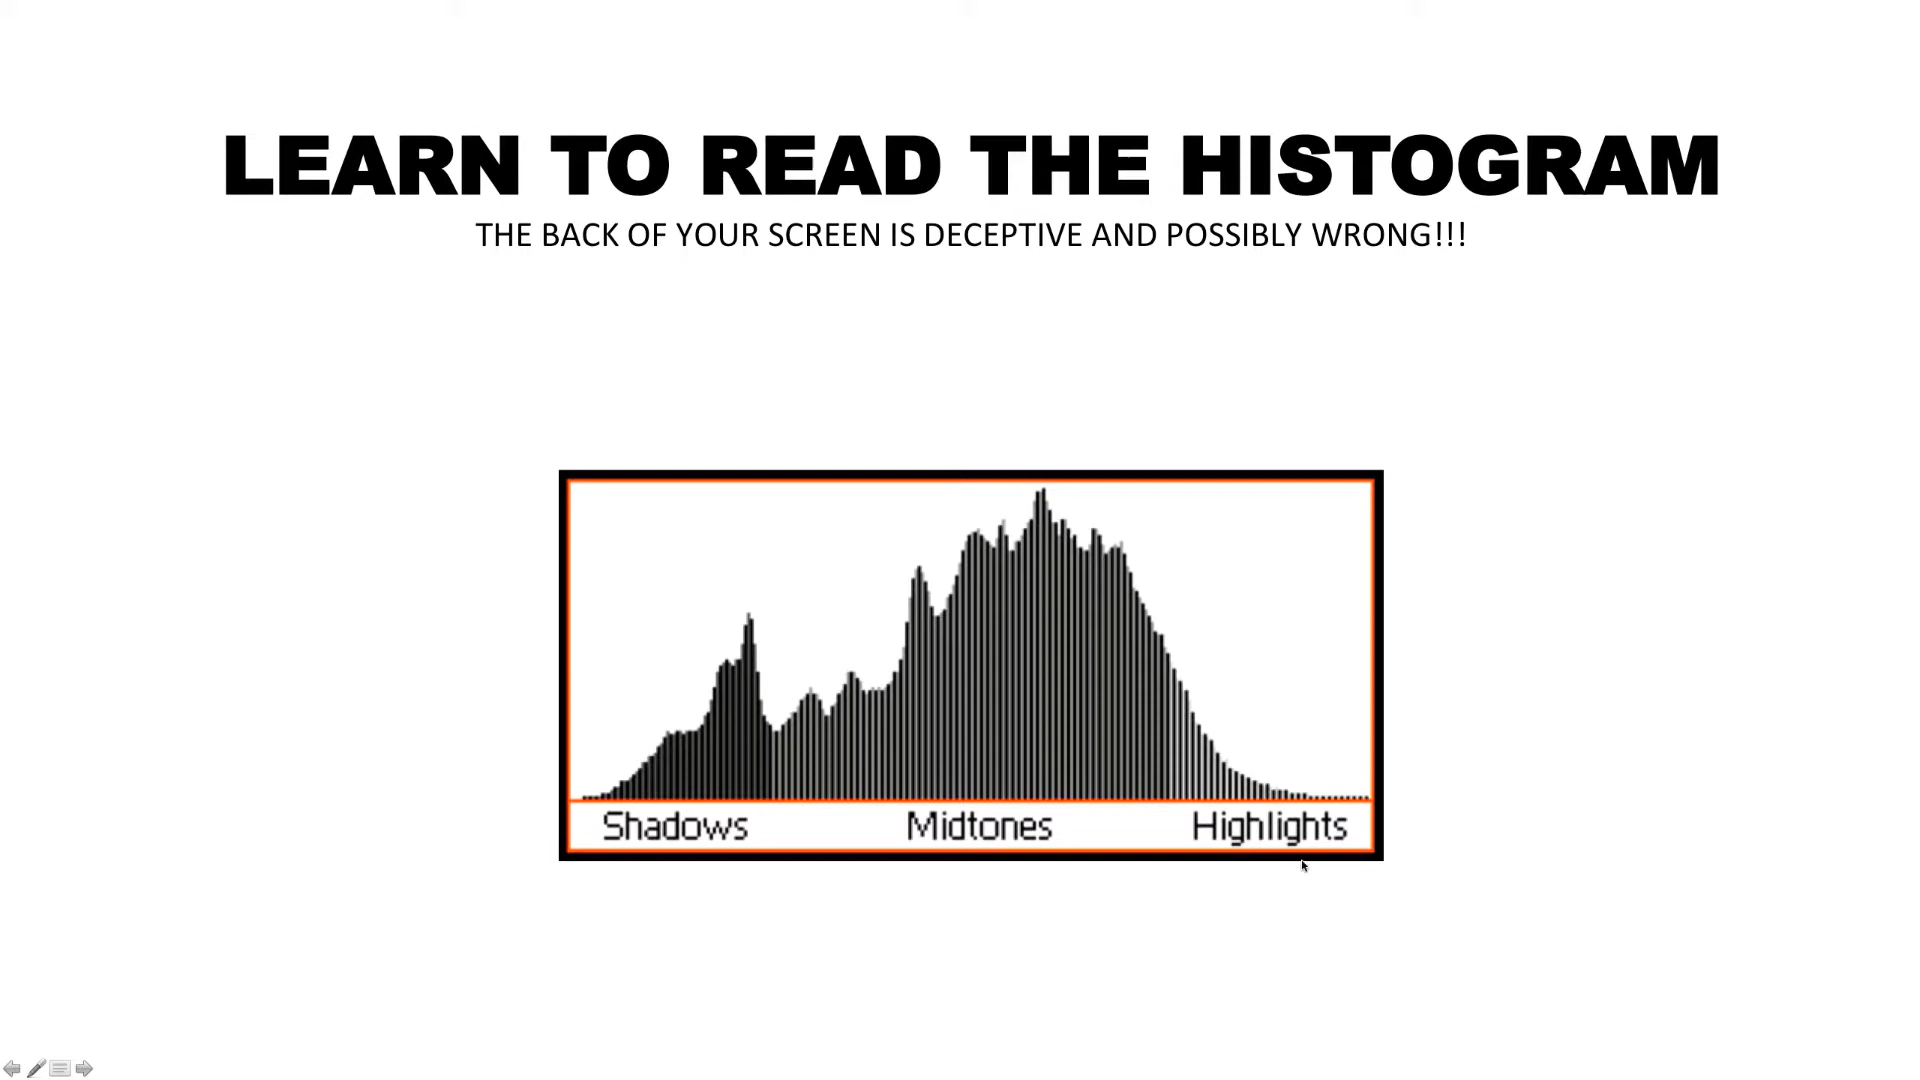 LEARN TO READ THE HISTOGRAM
THE BACK OF YOUR SCREEN IS DECEPTIVE AND POSSIBLY WRONG!!!
Shadows Midtones Highlights